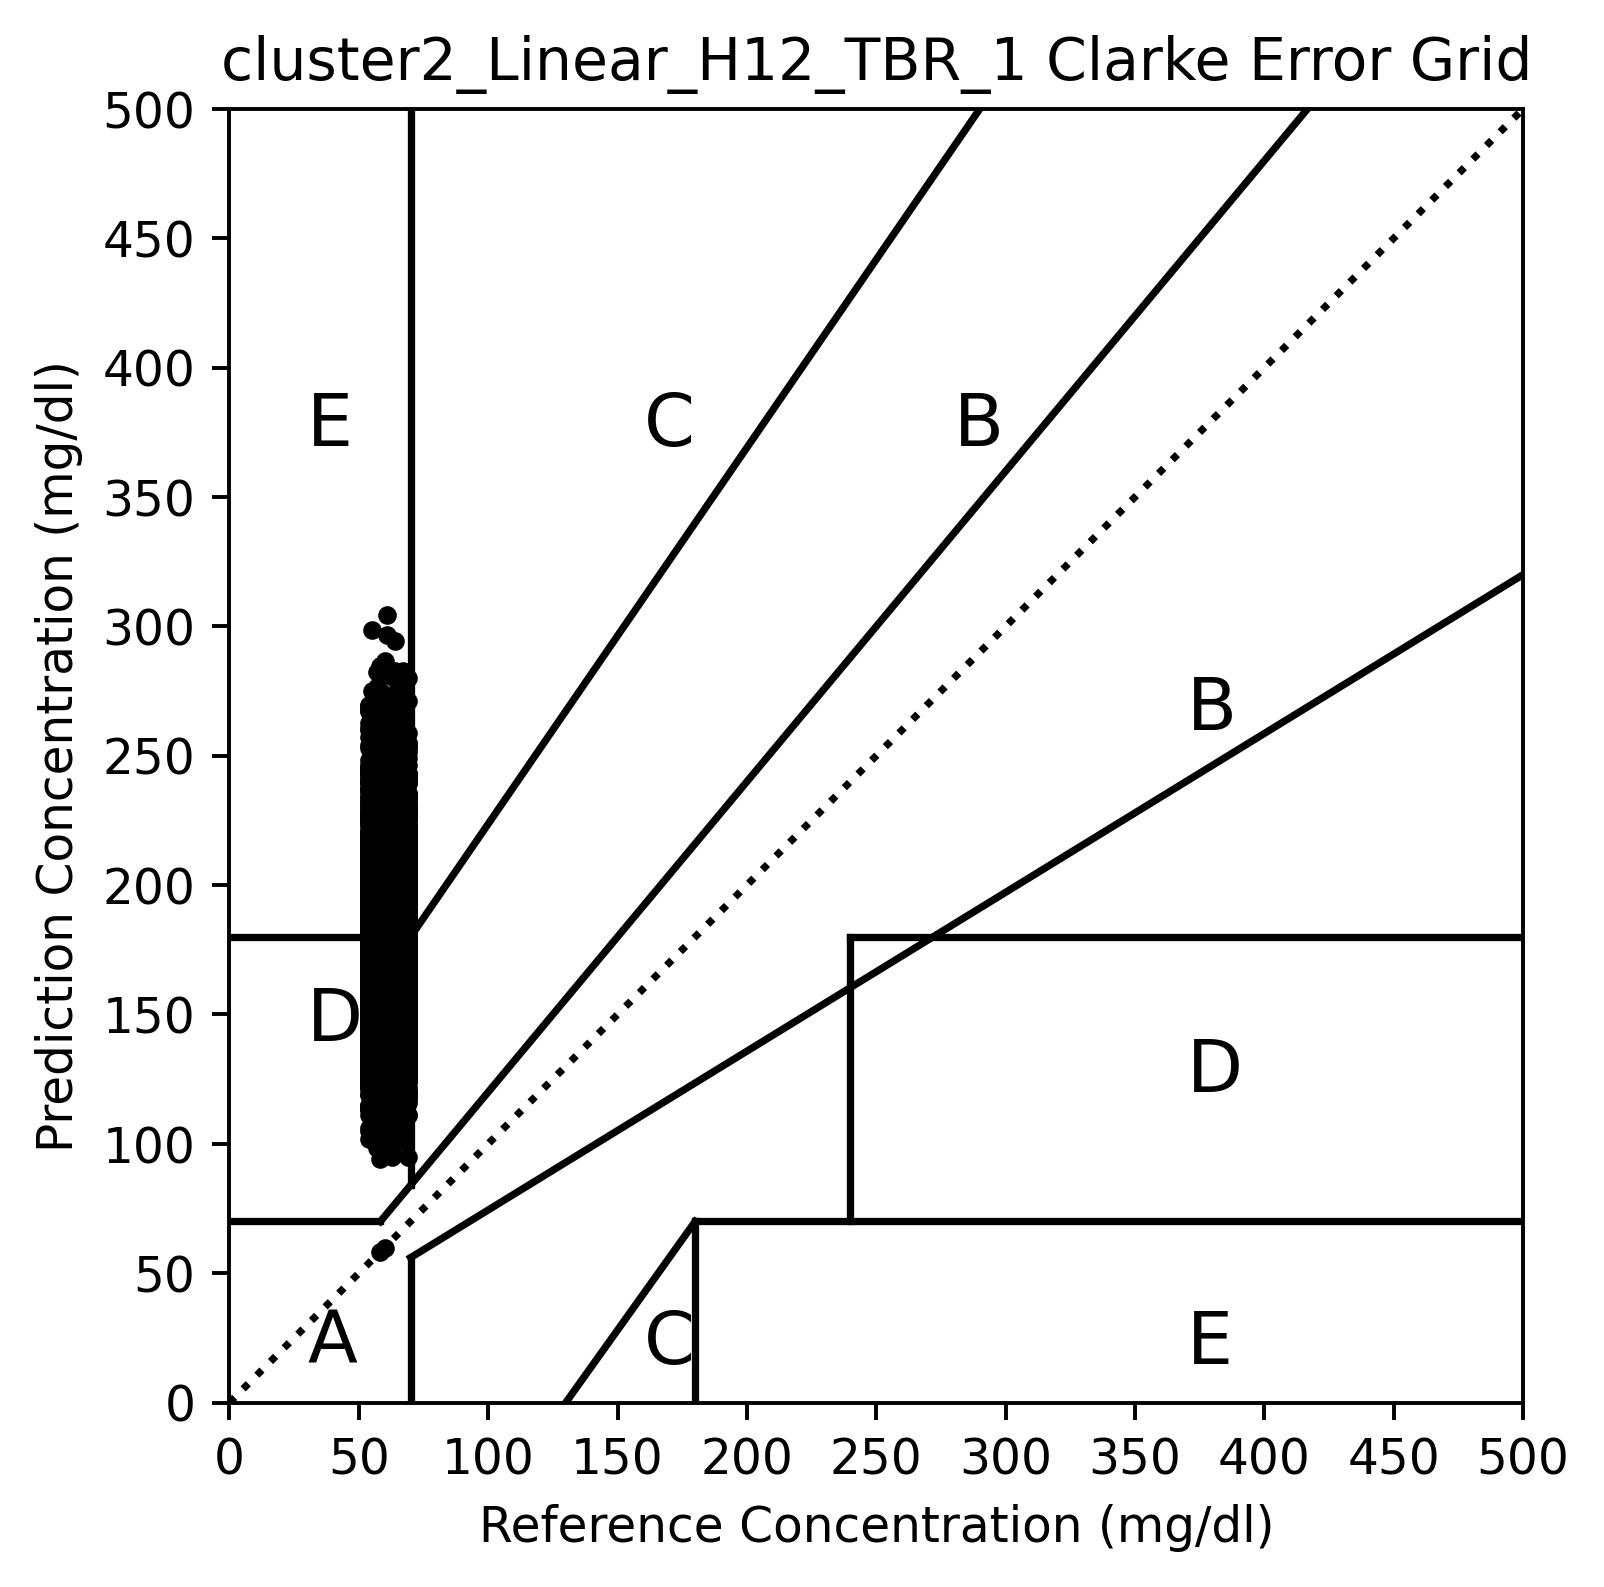 cluster2_Linear_H12_TBR_1 Clarke Error Grid
500
450
400
350
300
250
200
150
100
50
0
Prediction Concentration (mg/dl)
E
C
B
B
D
D
A
C
E
0 50 100 150 200 250 300 350 400 450 500
Reference Concentration (mg/dl)